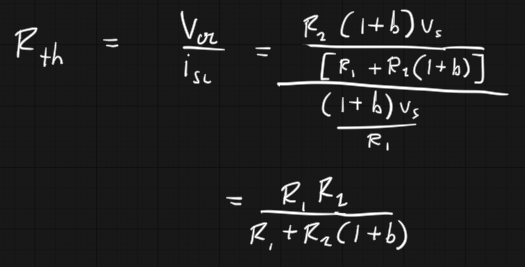 R_th = V_oc / i_sc = (R_2 (1+b) v_s / [R_1 + R_2(1+b)]) / ((1+b) v_s / R_1)
= R_1 R_2 / (R_1 + R_2(1+b))